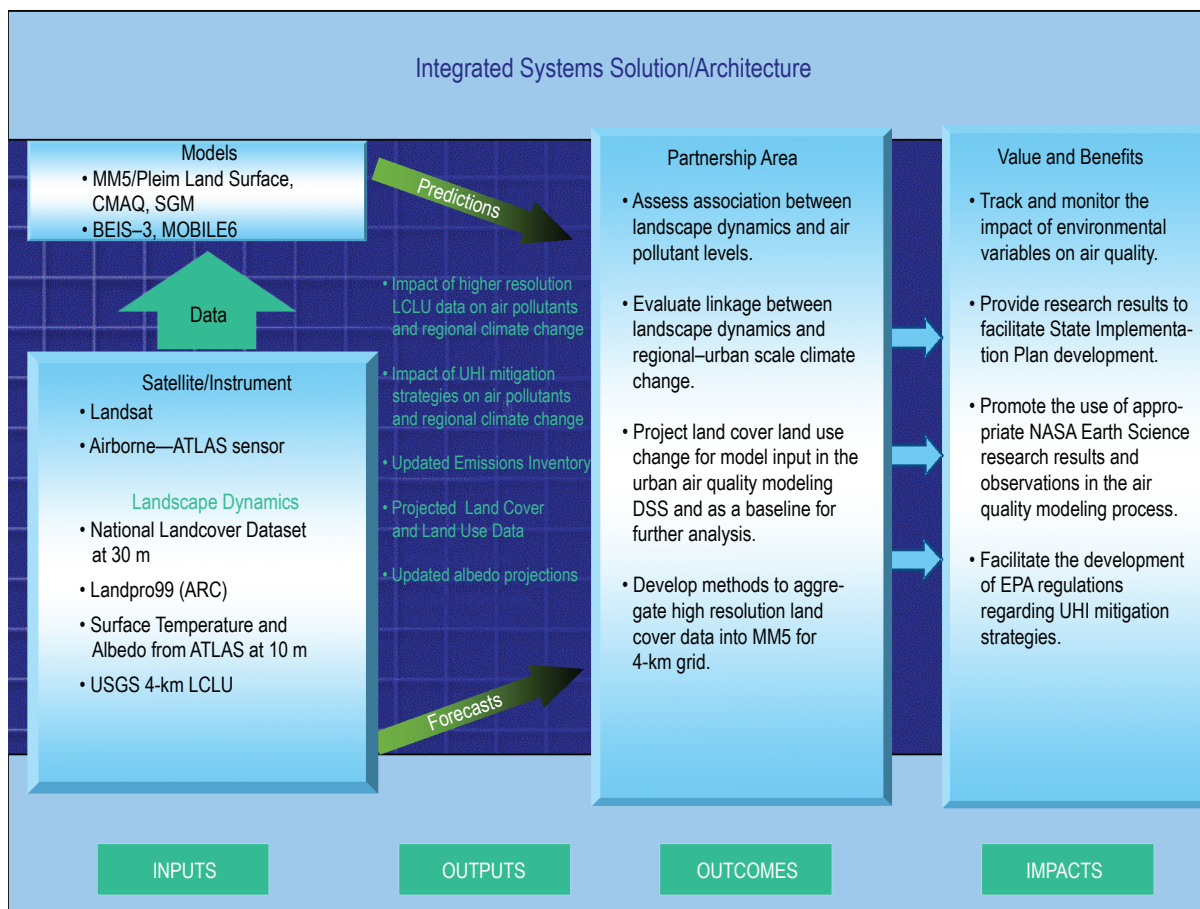 Integrated Systems Solution/Architecture
Models
• MM5/Pleim Land Surface,
CMAQ, SGM
• BEIS–3, MOBILE6
Data
Satellite/Instrument
• Landsat
• Airborne—ATLAS sensor
Landscape Dynamics
• National Landcover Dataset
at 30 m
• Landpro99 (ARC)
• Surface Temperature and
Albedo from ATLAS at 10 m
• USGS 4-km LCLU
Predictions
• Impact of higher resolution
LCLU data on air pollutants
and regional climate change
• Impact of UHI mitigation
strategies on air pollutants
and regional climate change
• Updated Emissions Inventory
• Projected Land Cover
and Land Use Data
• Updated albedo projections
Forecasts
Partnership Area
• Assess association between
landscape dynamics and air
pollutant levels.
• Evaluate linkage between
landscape dynamics and
regional–urban scale climate
change.
• Project land cover land use
change for model input in the
urban air quality modeling
DSS and as a baseline for
further analysis.
• Develop methods to aggre-
gate high resolution land
cover data into MM5 for
4-km grid.
Value and Benefits
• Track and monitor the
impact of environmental
variables on air quality.
• Provide research results to
facilitate State Implementa-
tion Plan development.
• Promote the use of appro-
priate NASA Earth Science
research results and
observations in the air
quality modeling process.
• Facilitate the development
of EPA regulations
regarding UHI mitigation
strategies.
INPUTS
OUTPUTS
OUTCOMES
IMPACTS